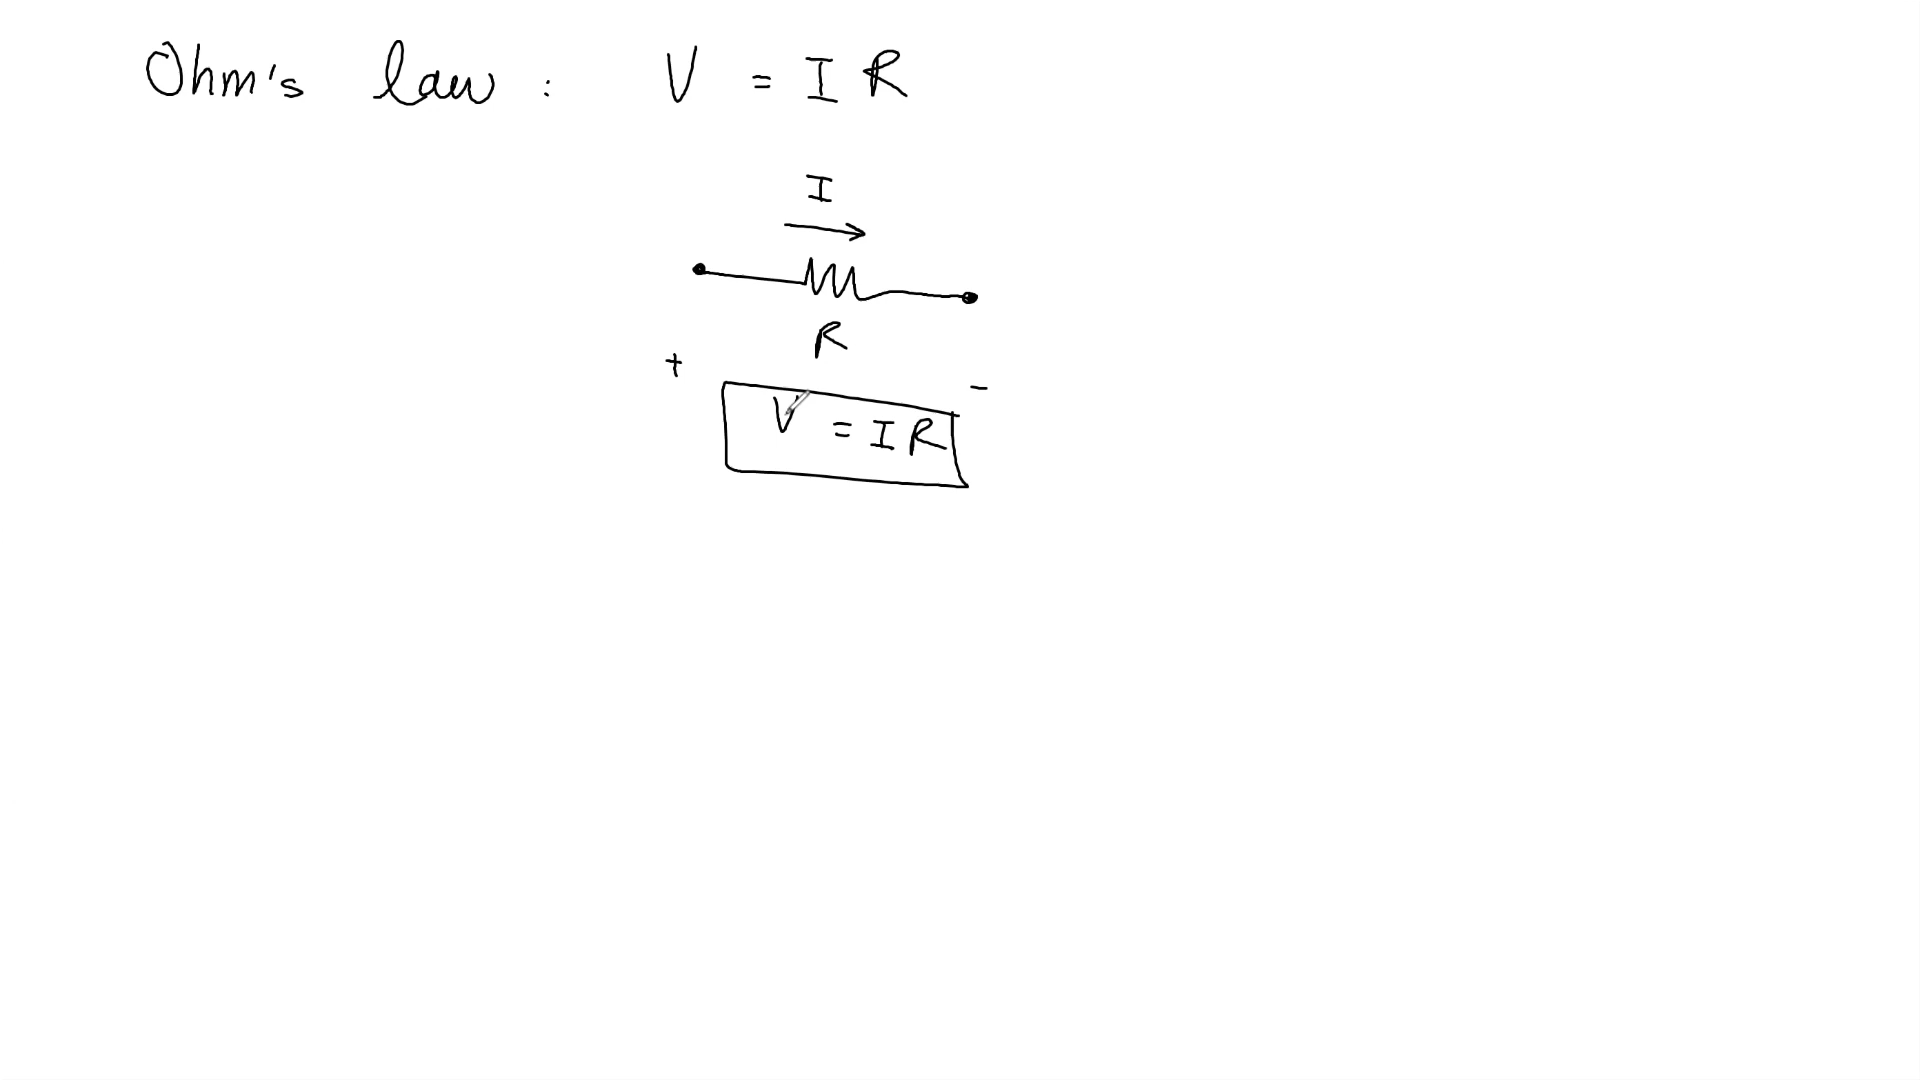 Ohm's law : V = I R
I
R
+ -
V = I R